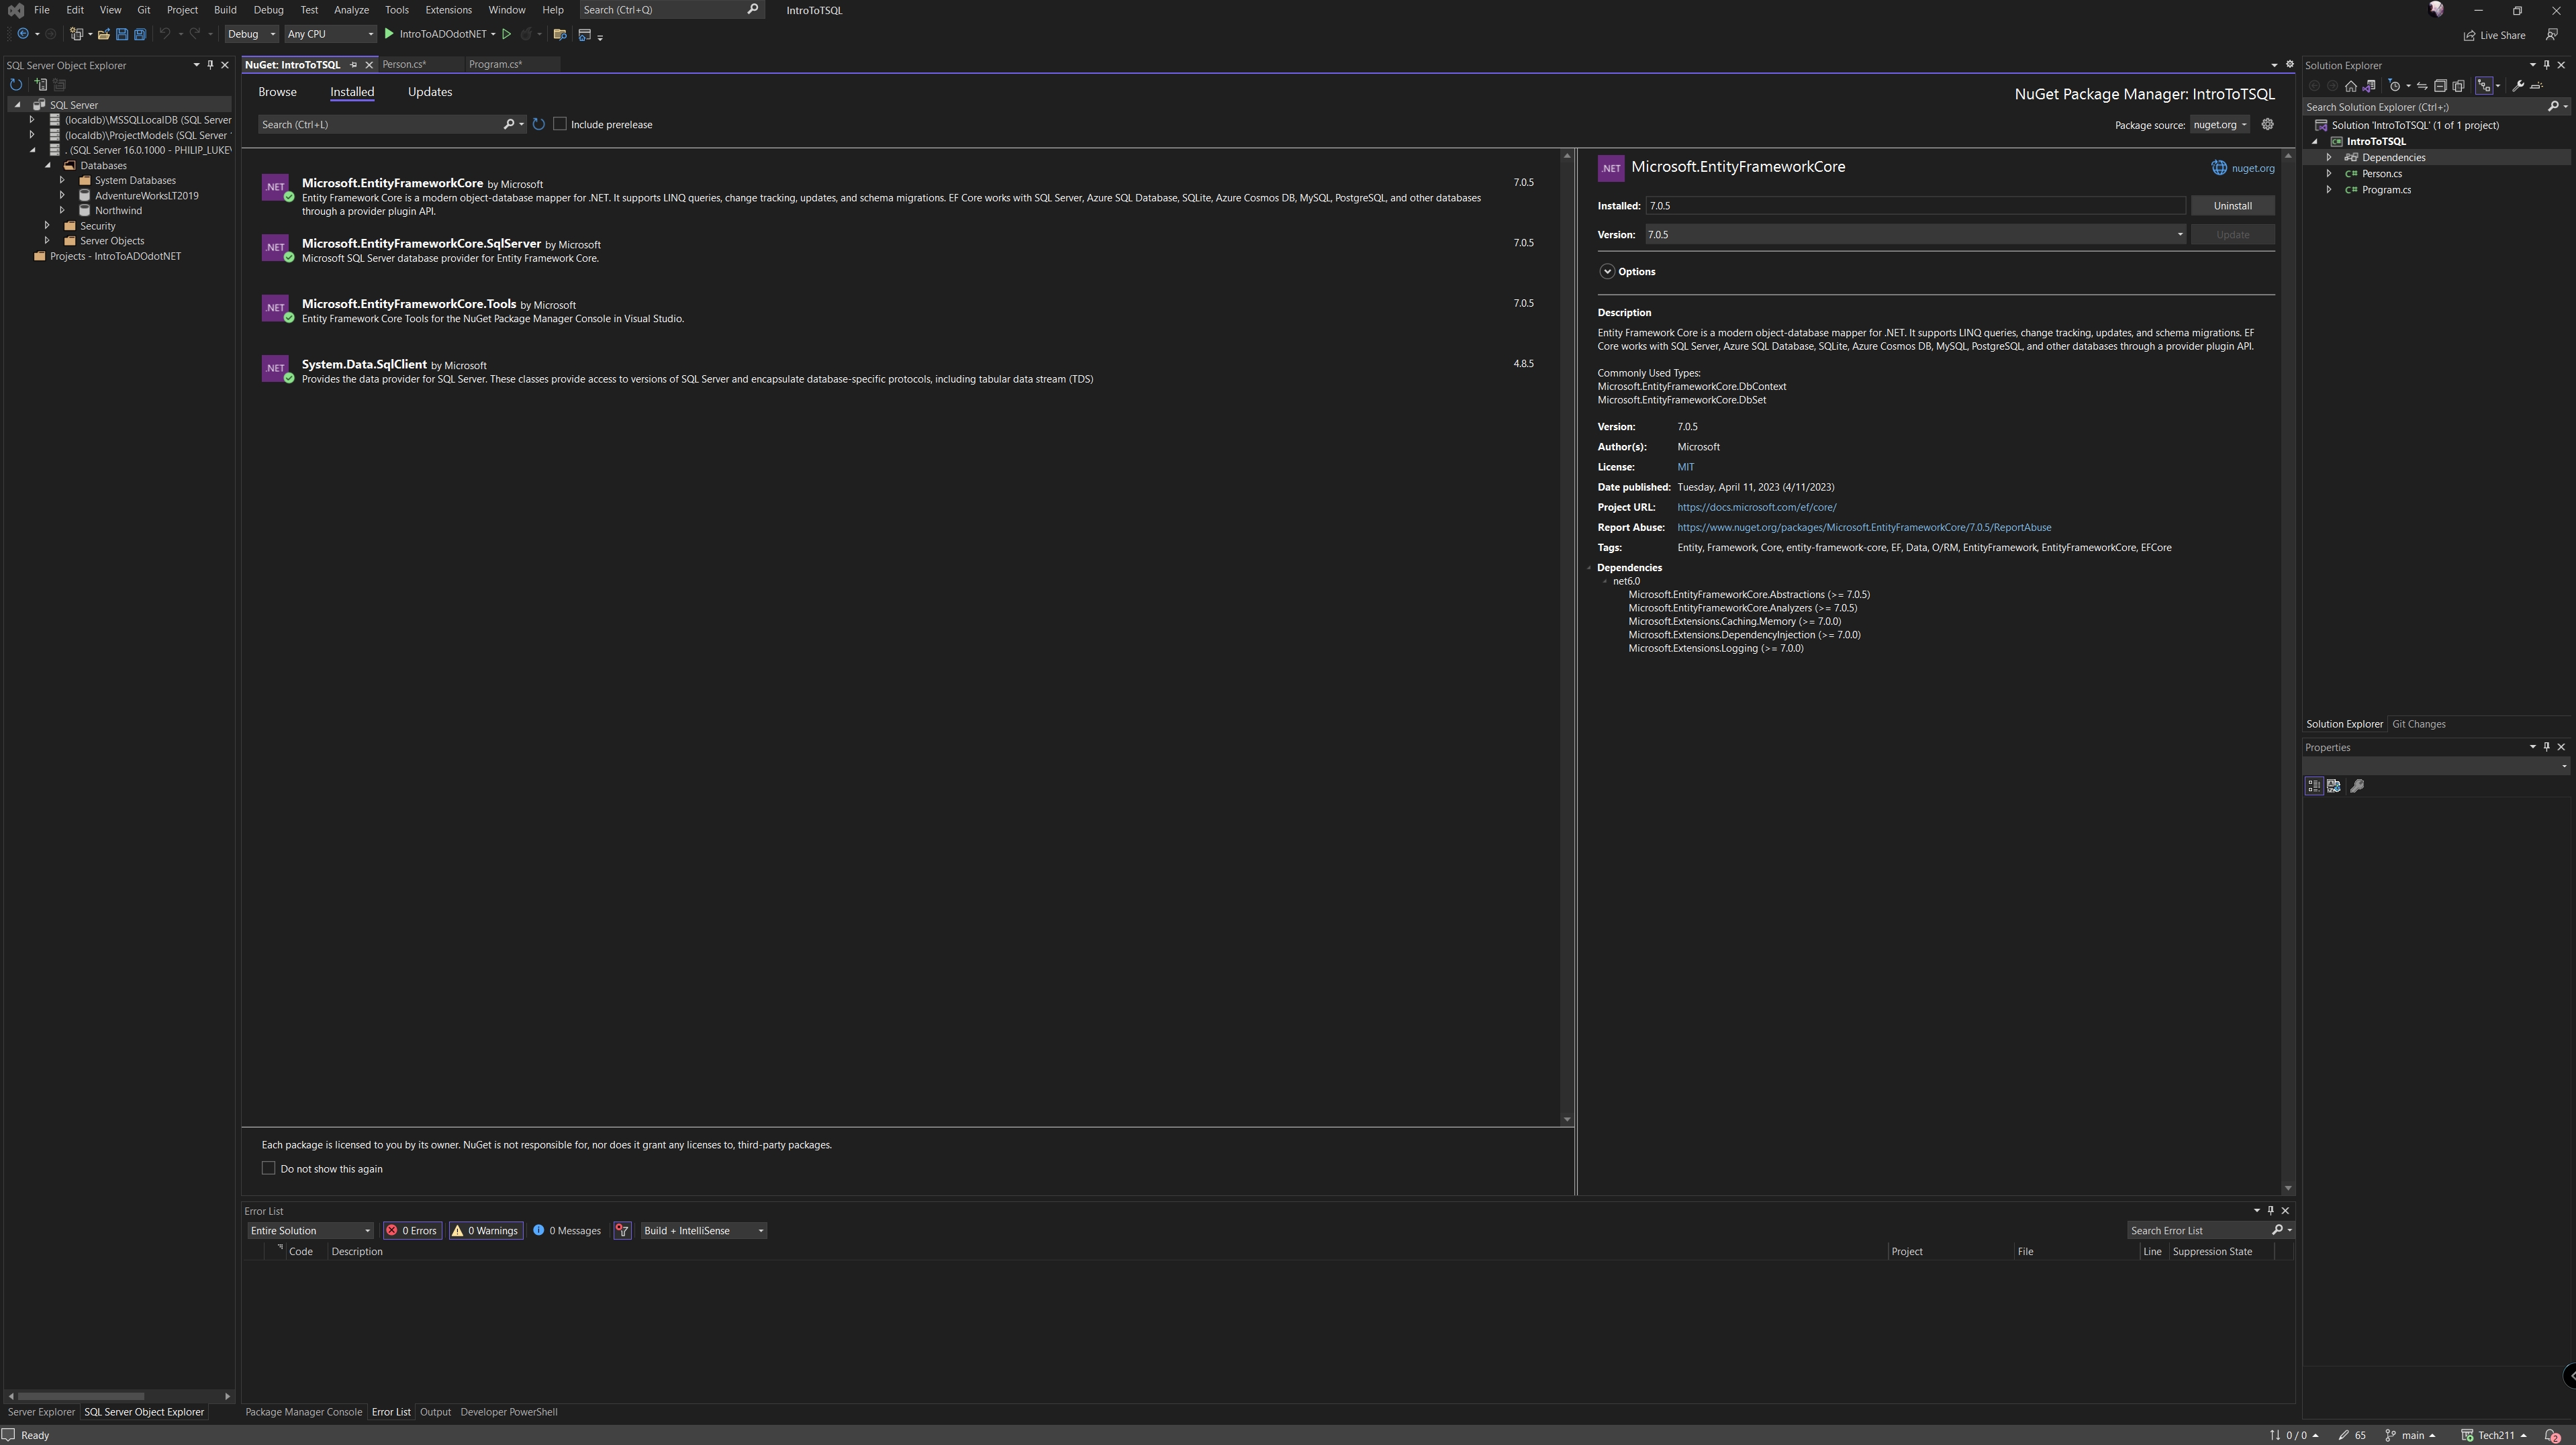 File Edit View Git Project Build Debug Test Analyze Tools Extensions Window Help Search (Ctrl+Q) IntroToTSQL
Debug Any CPU IntroToADOdotNET Live Share
SQL Server Object Explorer
SQL Server
(localdb)\MSSQLLocalDB (SQL Server
(localdb)\ProjectModels (SQL Server
. (SQL Server 16.0.1000 - PHILIP_LUKE\
Databases
System Databases
AdventureWorksLT2019
Northwind
Security
Server Objects
Projects - IntroToADOdotNET
Server Explorer SQL Server Object Explorer
NuGet: IntroToTSQL Person.cs* Program.cs*
Browse Installed Updates
NuGet Package Manager: IntroToTSQL
Search (Ctrl+L) Include prerelease
Package source: nuget.org
.NET Microsoft.EntityFrameworkCore by Microsoft 7.0.5
Entity Framework Core is a modern object-database mapper for .NET. It supports LINQ queries, change tracking, updates, and schema migrations. EF Core works with SQL Server, Azure SQL Database, SQLite, Azure Cosmos DB, MySQL, PostgreSQL, and other databases
through a provider plugin API.
.NET Microsoft.EntityFrameworkCore.SqlServer by Microsoft 7.0.5
Microsoft SQL Server database provider for Entity Framework Core.
.NET Microsoft.EntityFrameworkCore.Tools by Microsoft 7.0.5
Entity Framework Core Tools for the NuGet Package Manager Console in Visual Studio.
.NET System.Data.SqlClient by Microsoft 4.8.5
Provides the data provider for SQL Server. These classes provide access to versions of SQL Server and encapsulate database-specific protocols, including tabular data stream (TDS)
Each package is licensed to you by its owner. NuGet is not responsible for, nor does it grant any licenses to, third-party packages.
Do not show this again
.NET Microsoft.EntityFrameworkCore nuget.org
Installed: 7.0.5 Uninstall
Version: 7.0.5 Update
Options
Description
Entity Framework Core is a modern object-database mapper for .NET. It supports LINQ queries, change tracking, updates, and schema migrations. EF
Core works with SQL Server, Azure SQL Database, SQLite, Azure Cosmos DB, MySQL, PostgreSQL, and other databases through a provider plugin API.
Commonly Used Types:
Microsoft.EntityFrameworkCore.DbContext
Microsoft.EntityFrameworkCore.DbSet
Version: 7.0.5
Author(s): Microsoft
License: MIT
Date published: Tuesday, April 11, 2023 (4/11/2023)
Project URL: https://docs.microsoft.com/ef/core/
Report Abuse: https://www.nuget.org/packages/Microsoft.EntityFrameworkCore/7.0.5/ReportAbuse
Tags: Entity, Framework, Core, entity-framework-core, EF, Data, O/RM, EntityFramework, EntityFrameworkCore, EFCore
Dependencies
net6.0
Microsoft.EntityFrameworkCore.Abstractions (>= 7.0.5)
Microsoft.EntityFrameworkCore.Analyzers (>= 7.0.5)
Microsoft.Extensions.Caching.Memory (>= 7.0.0)
Microsoft.Extensions.DependencyInjection (>= 7.0.0)
Microsoft.Extensions.Logging (>= 7.0.0)
Error List
Entire Solution 0 Errors 0 Warnings 0 Messages Build + IntelliSense Search Error List
Code Description Project File Line Suppression State
Package Manager Console Error List Output Developer PowerShell
Solution Explorer
Search Solution Explorer (Ctrl+;)
Solution 'IntroToTSQL' (1 of 1 project)
C# IntroToTSQL
Dependencies
C# Person.cs
C# Program.cs
Solution Explorer Git Changes
Properties
Ready 0 / 0 65 main Tech211 2